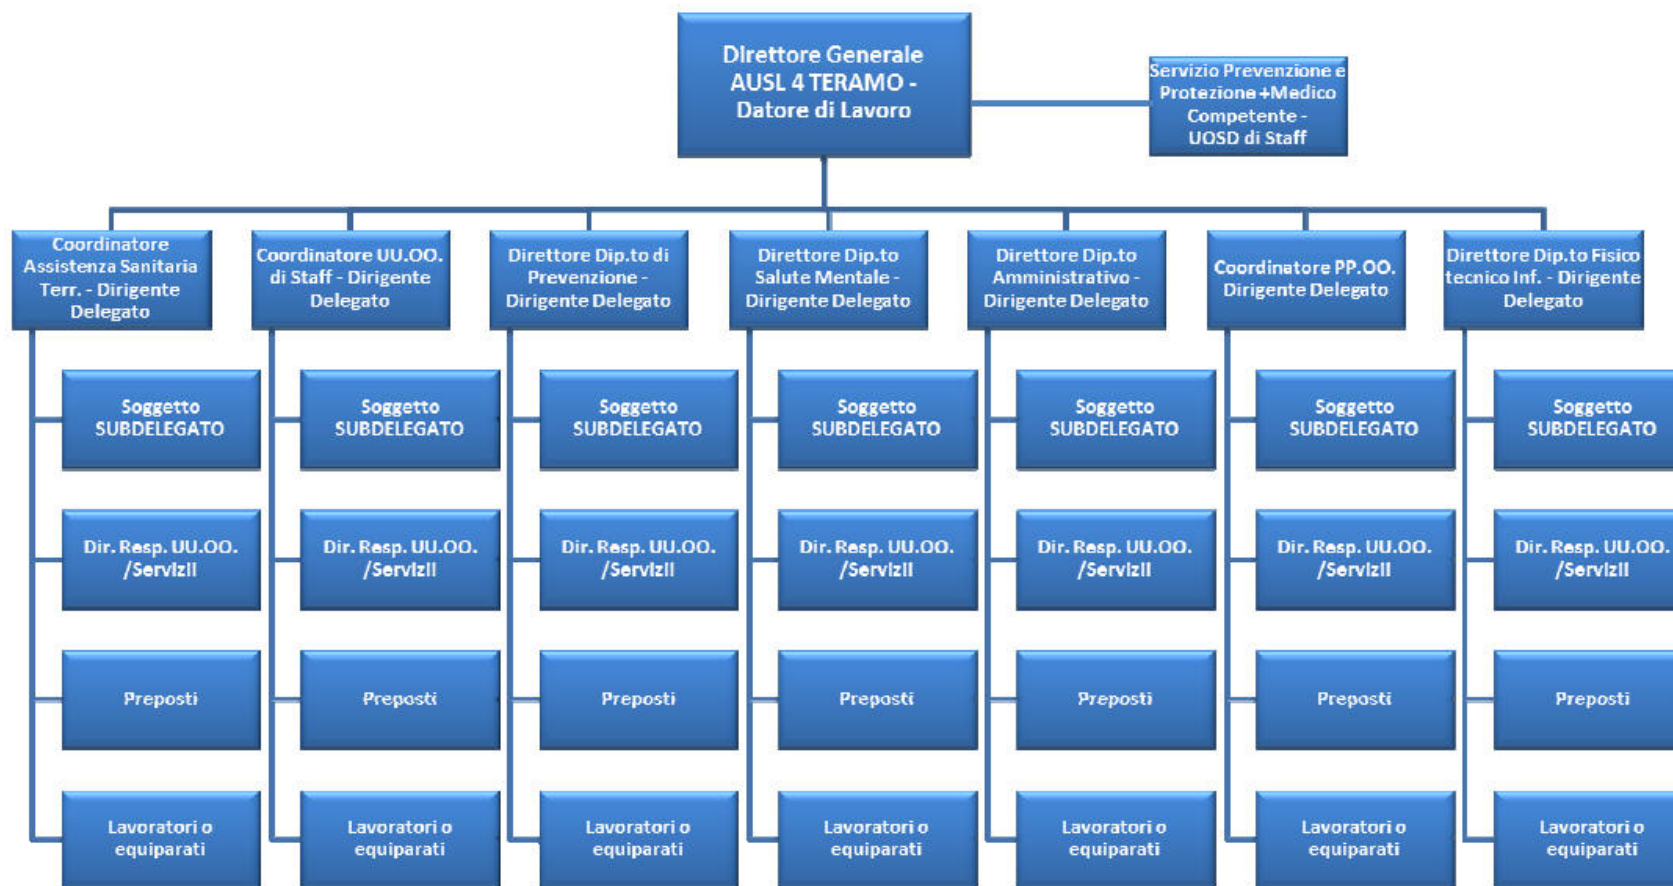 Direttore Generale
AUSL 4 TERAMO -
Datore di Lavoro
Servizio Prevenzione e
Protezione +Medico
Competente -
UOSD di Staff
Coordinatore
Assistenza Sanitaria
Terr. - Dirigente
Delegato
Coordinatore UU.OO.
di Staff - Dirigente
Delegato
Direttore Dip.to di
Prevenzione -
Dirigente Delegato
Direttore Dip.to
Salute Mentale -
Dirigente Delegato
Direttore Dip.to
Amministrativo -
Dirigente Delegato
Coordinatore PP.OO.
Dirigente Delegato
Direttore Dip.to Fisico
tecnico Inf. - Dirigente
Delegato
Soggetto
SUBDELEGATO
Soggetto
SUBDELEGATO
Soggetto
SUBDELEGATO
Soggetto
SUBDELEGATO
Soggetto
SUBDELEGATO
Soggetto
SUBDELEGATO
Soggetto
SUBDELEGATO
Dir. Resp. UU.OO.
/Servizii
Dir. Resp. UU.OO.
/Servizii
Dir. Resp. UU.OO.
/Servizii
Dir. Resp. UU.OO.
/Servizii
Dir. Resp. UU.OO.
/Servizii
Dir. Resp. UU.OO.
/Servizii
Dir. Resp. UU.OO.
/Servizii
Preposti
Preposti
Preposti
Preposti
Preposti
Preposti
Preposti
Lavoratori o
equiparati
Lavoratori o
equiparati
Lavoratori o
equiparati
Lavoratori o
equiparati
Lavoratori o
equiparati
Lavoratori o
equiparati
Lavoratori o
equiparati